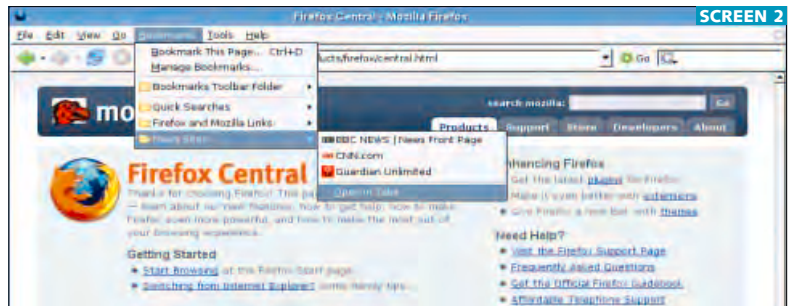 Firefox Central - Mozilla Firefox
SCREEN 2
File Edit View Go Bookmarks Tools Help
Bookmark This Page... Ctrl+D
Manage Bookmarks...
ucts/firefox/central.html
Go
Bookmarks Toolbar Folder
Quick Searches
Firefox and Mozilla Links
News Sites
mo
search mozilla:
Go
Products Support Store Developers About
BBC NEWS | News Front Page
CNN.com
Guardian Unlimited
Open in Tabs
Firefox Central
Thanks for choosing Firefox! This pa
— learn about our new features, how to get help, how to make
Firefox even more powerful, and how to make the most out of
your browsing experience.
Getting Started
Start Browsing at the Firefox Start page.
Switching from Internet Explorer? some handy tips...
nhancing Firefox
Get the latest plugins for Firefox
Make it even better with extensions
Give Firefox a new look with themes
Need Help?
Visit the Firefox Support Page
Frequently Asked Questions
Get the Official Firefox Guidebook
Affordable Telephone Support